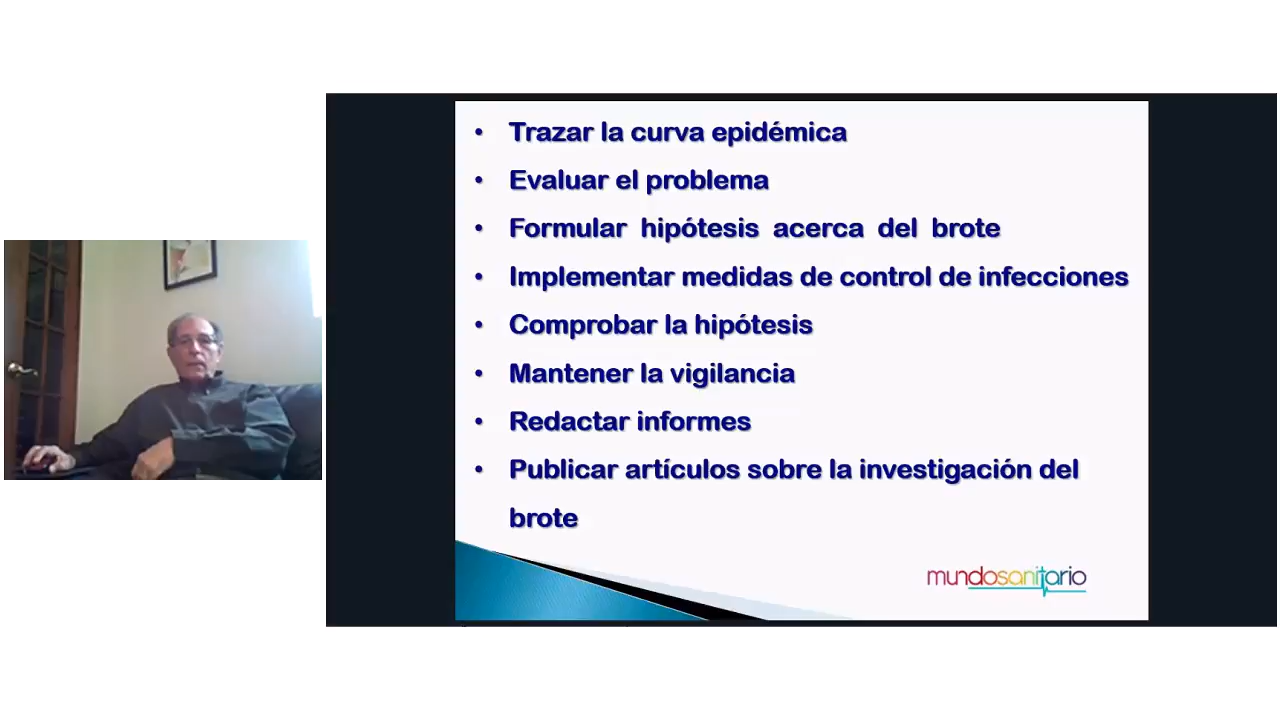 • Trazar la curva epidémica
• Evaluar el problema
• Formular hipótesis acerca del brote
• Implementar medidas de control de infecciones
• Comprobar la hipótesis
• Mantener la vigilancia
• Redactar informes
• Publicar artículos sobre la investigación del
brote
mundosanitario